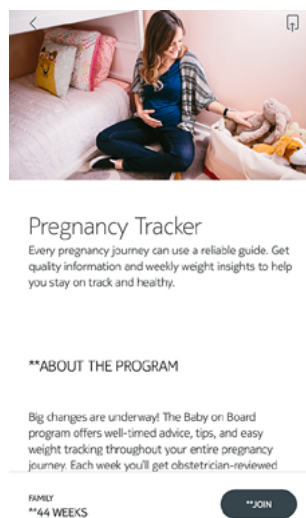 Pregnancy Tracker
Every pregnancy journey can use a reliable guide. Get
quality information and weekly weight insights to help
you stay on track and healthy.
**ABOUT THE PROGRAM
Big changes are underway! The Baby on Board
program offers well-timed advice, tips, and easy
weight tracking throughout your entire pregnancy
journey. Each week you'll get obstetrician-reviewed
FAMILY
**44 WEEKS
**JOIN